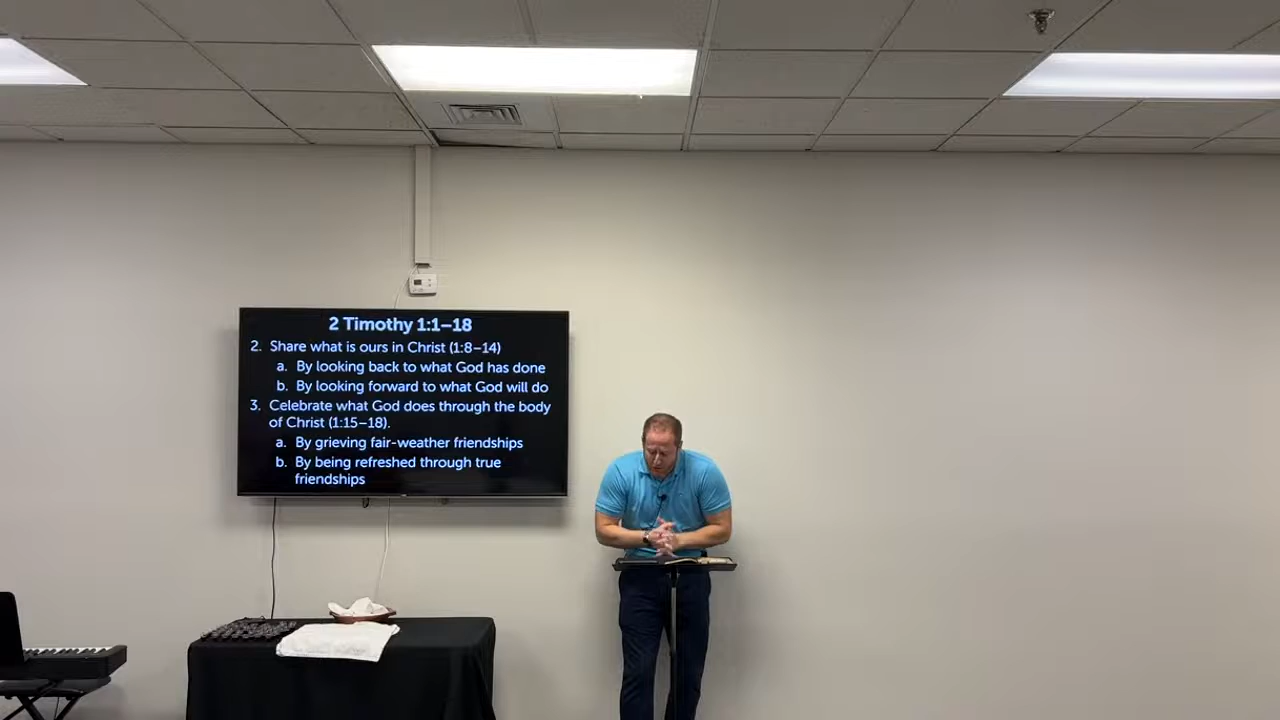 2 Timothy 1:1–18
2. Share what is ours in Christ (1:8–14)
a. By looking back to what God has done
b. By looking forward to what God will do
3. Celebrate what God does through the body
of Christ (1:15–18).
a. By grieving fair-weather friendships
b. By being refreshed through true
friendships